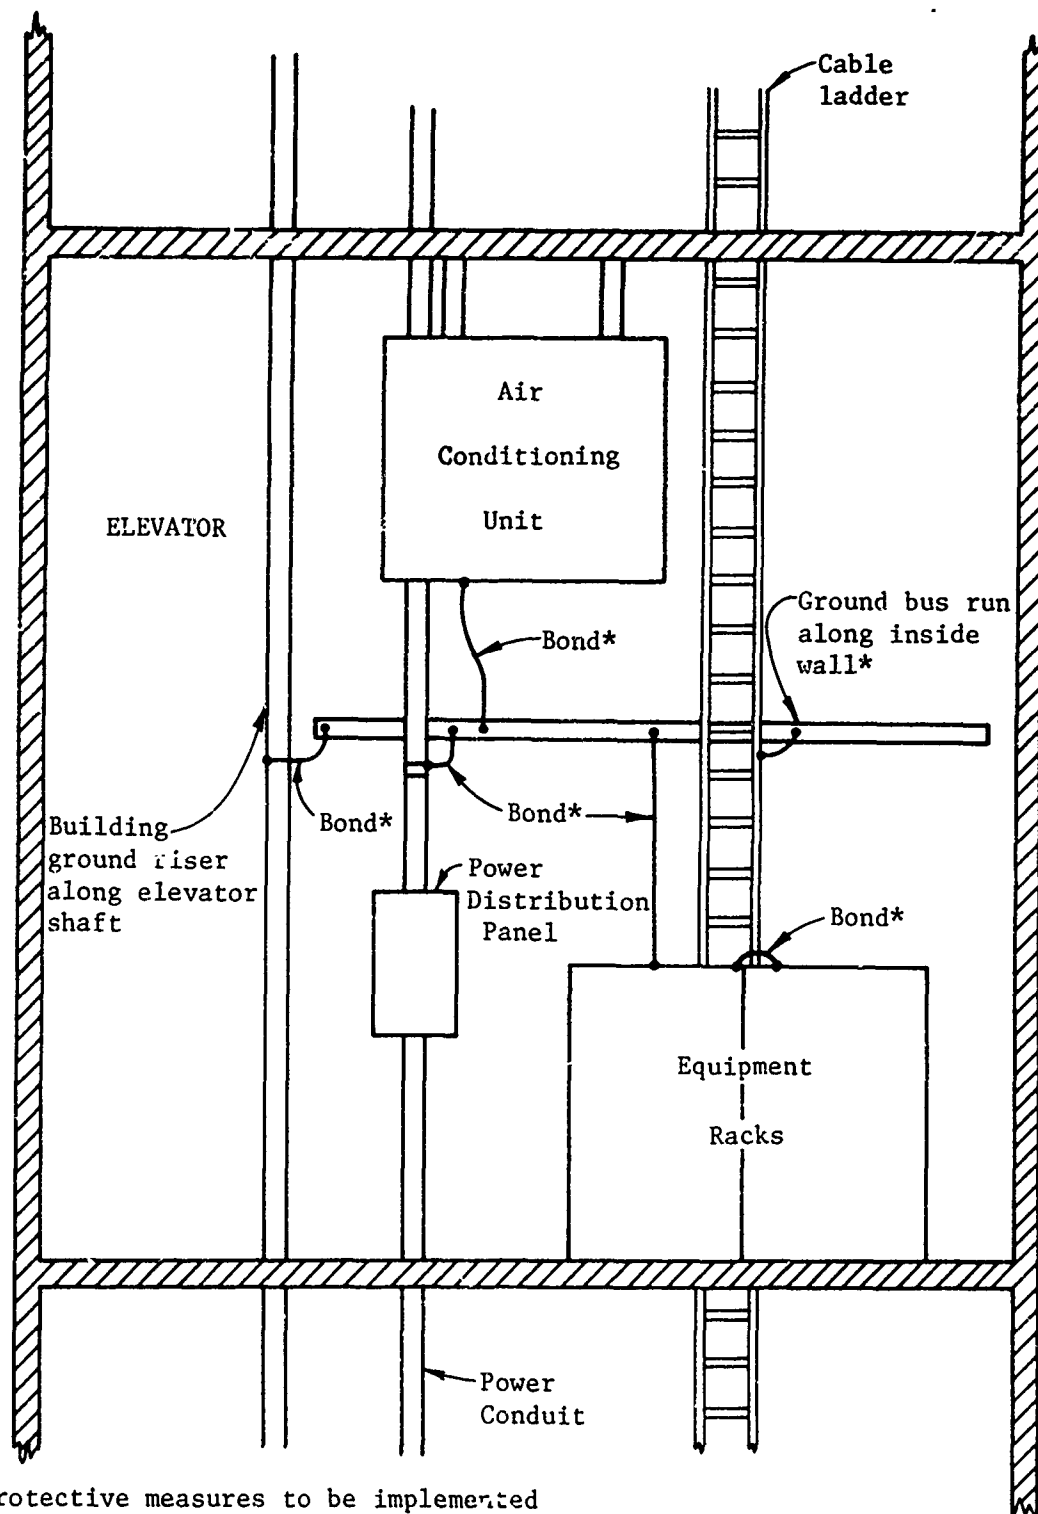 Cable
ladder
Air
Conditioning
Unit
ELEVATOR
Ground bus run
along inside
wall*
Bond*
Bond*
Bond*
Building
ground riser
along elevator
shaft
Power
Distribution
Panel
Bond*
Equipment
Racks
Power
Conduit
rotective measures to be implemented